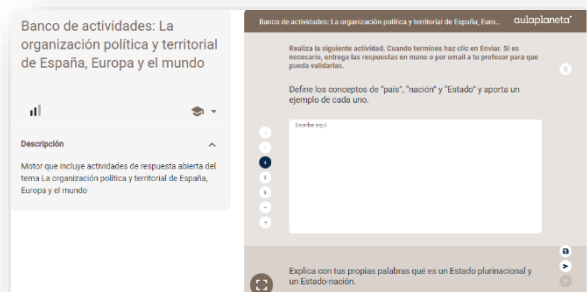 Banco de actividades: La
organización política y territorial
de España, Europa y el mundo
Descripción
Motor que incluye actividades de respuesta abierta del
tema La organización política y territorial de España,
Europa y el mundo
Banco de actividades: La organización política y territorial de España, Euro...
aulaplaneta
Realiza la siguiente actividad. Cuando termines haz clic en Enviar. Si es
necesario, entrega las respuestas en mano o por email a tu profesor para que
pueda validarlas.
Define los conceptos de "país", "nación" y "Estado" y aporta un
ejemplo de cada uno.
Escribe aquí
1
2
3
Explica con tus propias palabras qué es un Estado plurinacional y
un Estado-nación.